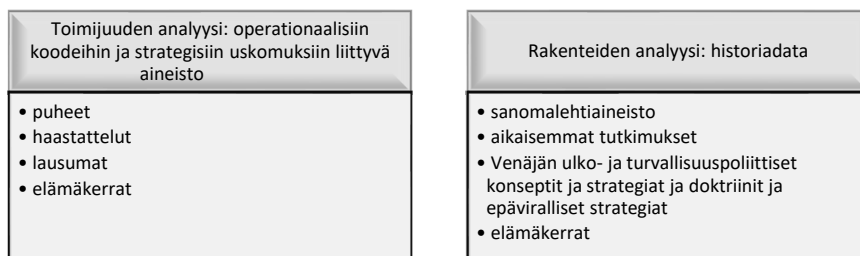 Toimijuuden analyysi: operationaalisiin
koodeihin ja strategisiin uskomuksiin liittyvä
aineisto
• puheet
• haastattelut
• lausumat
• elämäkerrat
Rakenteiden analyysi: historiadata
• sanomalehtiaineisto
• aikaisemmat tutkimukset
• Venäjän ulko- ja turvallisuuspoliittiset
konseptit ja strategiat ja doktriinit ja
epäviralliset strategiat
• elämäkerrat